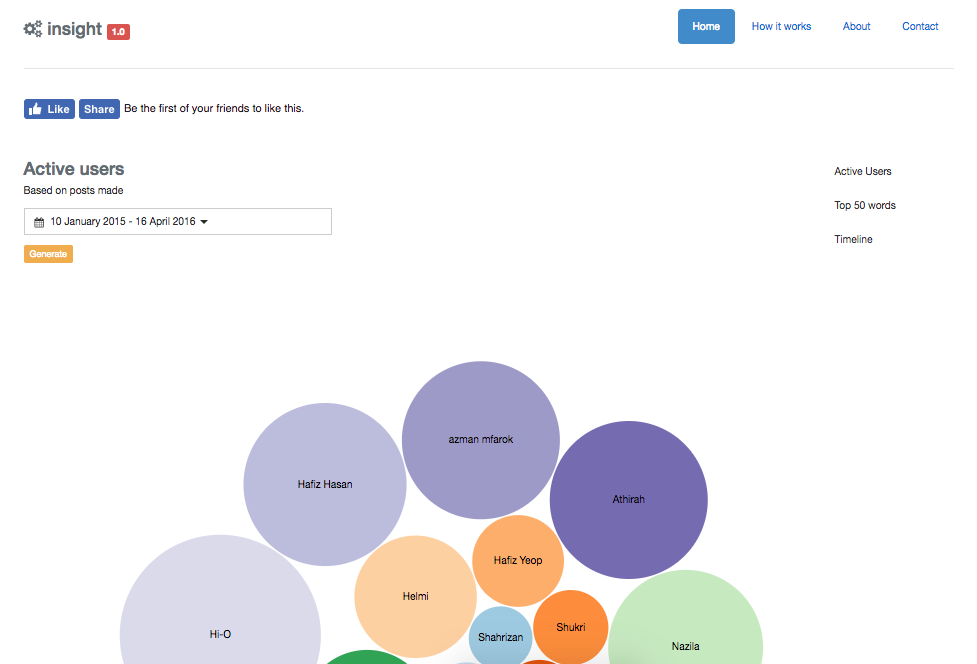 insight 1.0
Home How it works About Contact
Like Share Be the first of your friends to like this.
Active users
Based on posts made
10 January 2015 - 16 April 2016
Generate
Active Users
Top 50 words
Timeline
azman mfarok
Hafiz Hasan
Athirah
Hafiz Yeop
Helmi
Shukri
Hi-O
Shahrizan
Nazila